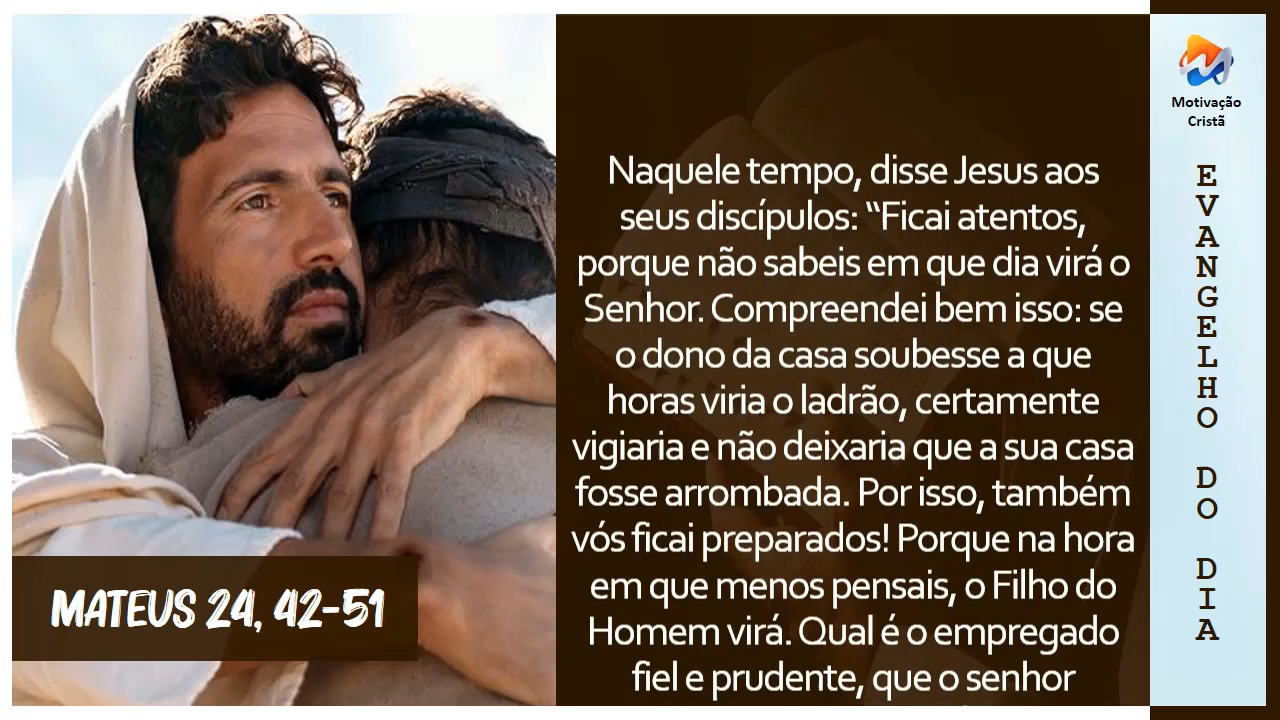 MATEUS 24, 42-51
Naquele tempo, disse Jesus aos
seus discípulos: “Ficai atentos,
porque não sabeis em que dia virá o
Senhor. Compreendei bem isso: se
o dono da casa soubesse a que
horas viria o ladrão, certamente
vigiaria e não deixaria que a sua casa
fosse arrombada. Por isso, também
vós ficai preparados! Porque na hora
em que menos pensais, o Filho do
Homem virá. Qual é o empregado
fiel e prudente, que o senhor
Motivação
Cristã
EVANGELHO DO DIA